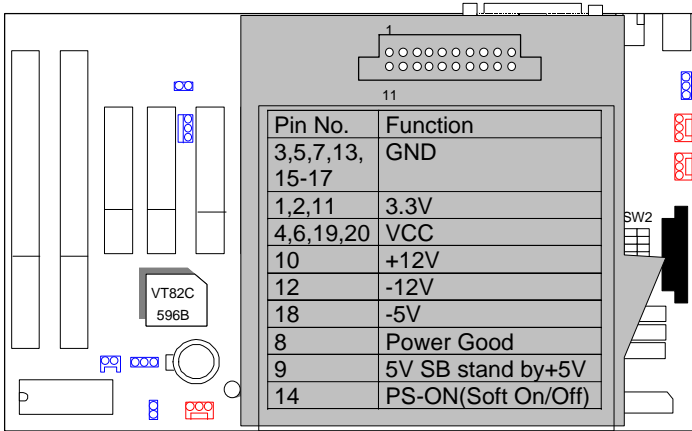 1
11
Pin No. Function
3,5,7,13, GND
15-17
1,2,11 3.3V
4,6,19,20 VCC
10 +12V
12 -12V
18 -5V
8 Power Good
9 5V SB stand by+5V
14 PS-ON(Soft On/Off)
SW2
VT82C
596B